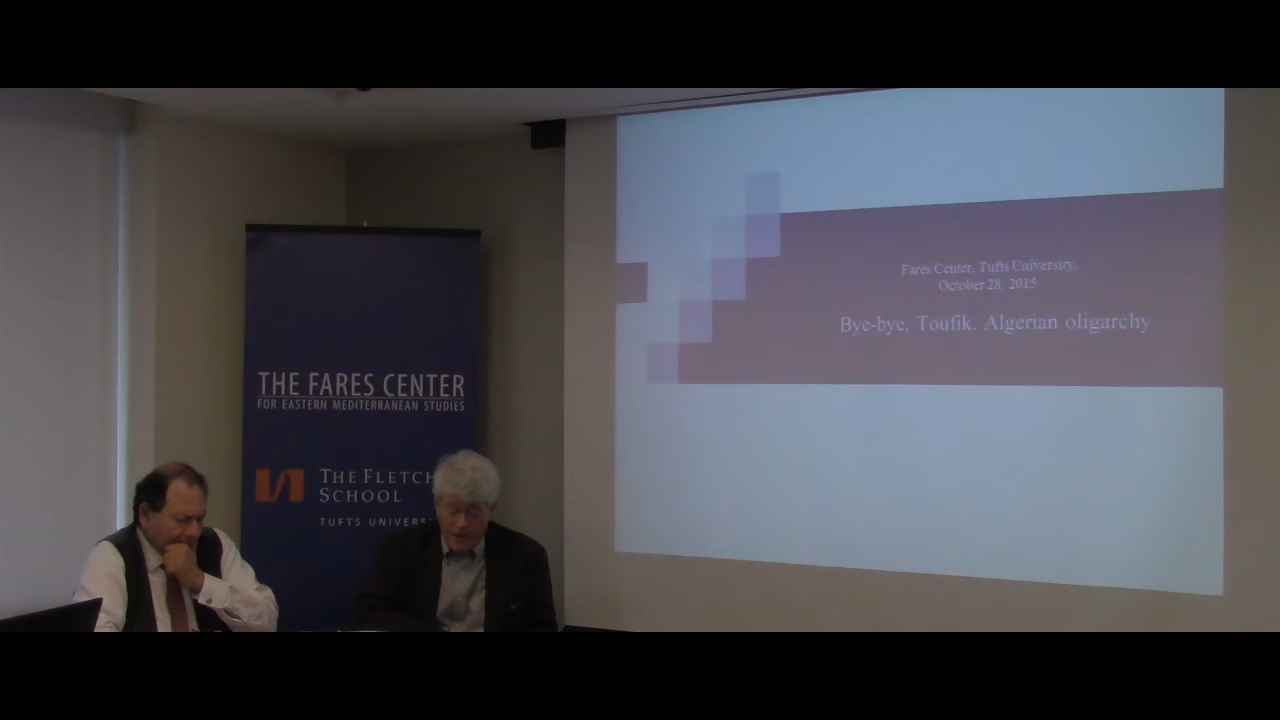 THE FARES CENTER
FOR EASTERN MEDITERRANEAN STUDIES
THE FLETCH
SCHOOL
TUFTS UNIVERS
Fares Center, Tufts University,
October 28, 2015
Bye-bye, Toufik. Algerian oligarchy